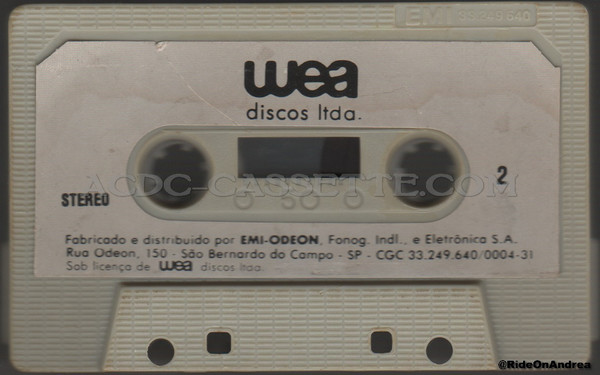 EMI 33 249 640
wea
discos ltda.
ACDC-CASSETTE.COM
STEREO
50
2
Fabricado e distribuido por EMI-ODEON, Fonog. Indl., e Eletrônica S.A.
Rua Odeon, 150 - São Bernardo do Campo - SP - CGC 33.249.640/0004-31
Sob licença de wea discos ltda.
@RideOnAndrea